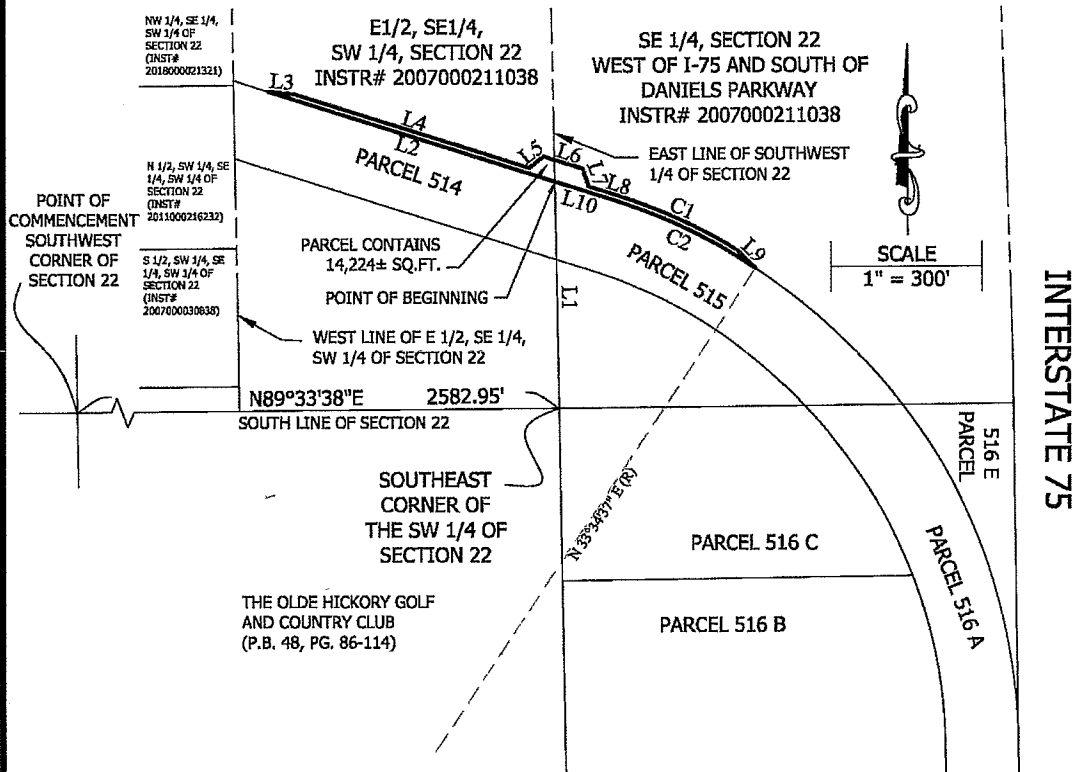 NW 1/4, SE 1/4,
SW 1/4 OF
SECTION 22
(INST#
2018000021321)
E1/2, SE1/4,
SW 1/4, SECTION 22
INSTR# 2007000211038
SE 1/4, SECTION 22
WEST OF I-75 AND SOUTH OF
DANIELS PARKWAY
INSTR# 2007000211038
L3
L4
L2
PARCEL 514
L5
L6
L7
L8
L10
C1
C2
L9
EAST LINE OF SOUTHWEST
1/4 OF SECTION 22
N 1/2, SW 1/4, SE
1/4, SW 1/4 OF
SECTION 22
(INST#
2011000216232)
POINT OF
COMMENCEMENT
SOUTHWEST
CORNER OF
SECTION 22
S 1/2, SW 1/4, SE
1/4, SW 1/4 OF
SECTION 22
(INST#
2007000030838)
PARCEL CONTAINS
14,224± SQ.FT.
POINT OF BEGINNING
PARCEL 515
SCALE
1" = 300'
L1
WEST LINE OF E 1/2, SE 1/4,
SW 1/4 OF SECTION 22
N89°33'38"E 2582.95'
SOUTH LINE OF SECTION 22
INTERSTATE 75
516 E
PARCEL
SOUTHEAST
CORNER OF
THE SW 1/4 OF
SECTION 22
N 33°34'37" E (R)
PARCEL 516 C
PARCEL 516 A
THE OLDE HICKORY GOLF
AND COUNTRY CLUB
(P.B. 48, PG. 86-114)
PARCEL 516 B